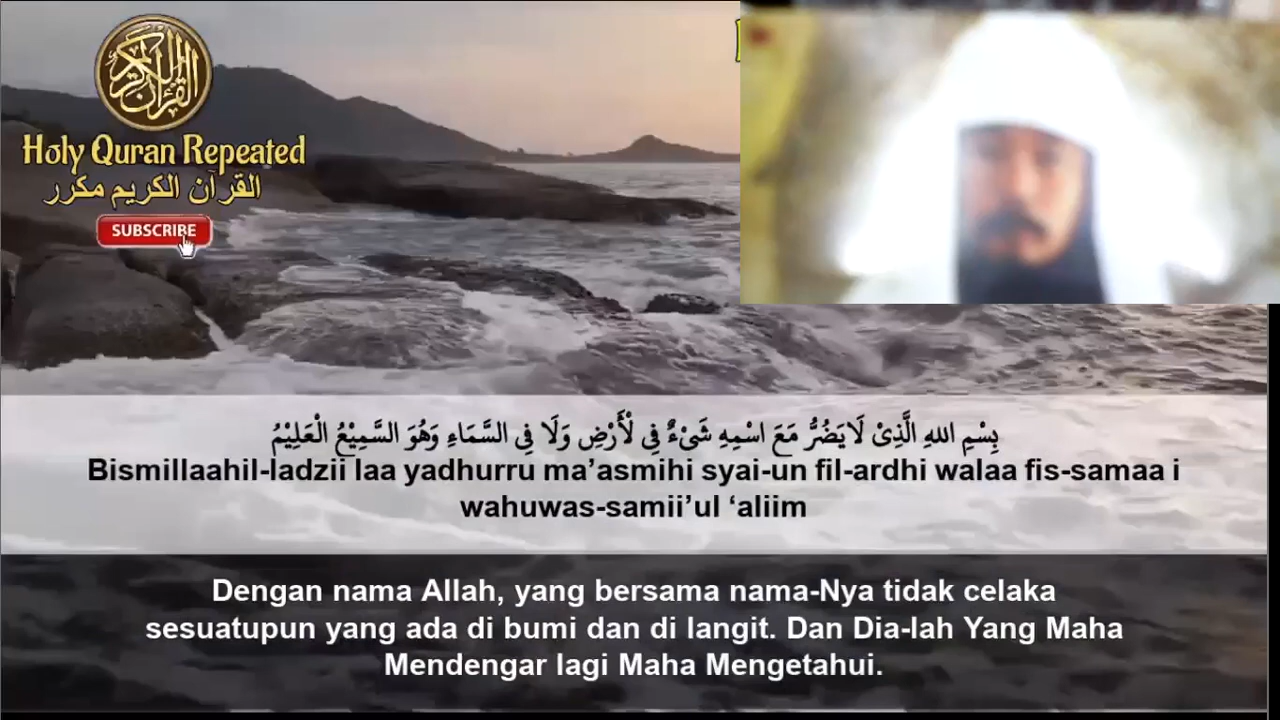 Holy Quran Repeated
القرآن الكريم مكرر
SUBSCRIBE
بِسْمِ اللهِ الَّذِىْ لَا يَضُرُّ مَعَ اسْمِهِ شَىْءٌ فِى لْأَرْضِ وَلَا فِى السَّمَاءِ وَهُوَ السَّمِيْعُ الْعَلِيْمُ
Bismillaahil-ladzii laa yadhurru ma’asmihi syai-un fil-ardhi walaa fis-samaa i
wahuwas-samii’ul ‘aliim
Dengan nama Allah, yang bersama nama-Nya tidak celaka
sesuatupun yang ada di bumi dan di langit. Dan Dia-lah Yang Maha
Mendengar lagi Maha Mengetahui.